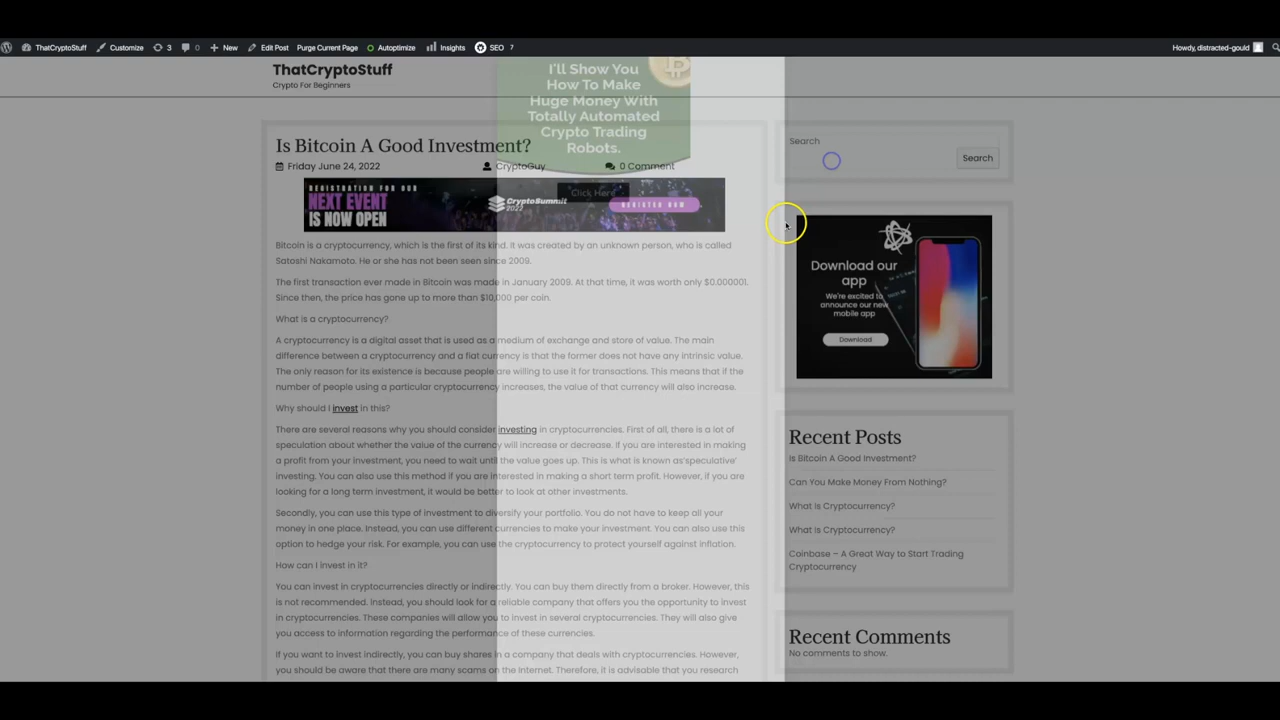 ThatCryptoStuff
Customize
3
0
New
Edit Post
Purge Current Page
Autoptimize
Insights
SEO
7
Howdy, distracted-gould
ThatCryptoStuff
Crypto For Beginners
I'll Show You
How To Make
Huge Money With
Totally Automated
Crypto Trading
Robots.
Click Here
Is Bitcoin A Good Investment?
Friday June 24, 2022
CryptoGuy
0 Comment
REGISTRATION FOR OUR
NEXT EVENT
IS NOW OPEN
CryptoSummit
2022
REGISTER NOW
Bitcoin is a cryptocurrency, which is the first of its kind. It was created by an unknown person, who is called
Satoshi Nakamoto. He or she has not been seen since 2009.
The first transaction ever made in Bitcoin was made in January 2009. At that time, it was worth only $0.000001.
Since then, the price has gone up to more than $10,000 per coin.
What is a cryptocurrency?
A cryptocurrency is a digital asset that is used as a medium of exchange and store of value. The main
difference between a cryptocurrency and a fiat currency is that the former does not have any intrinsic value.
The only reason for its existence is because people are willing to use it for transactions. This means that if the
number of people using a particular cryptocurrency increases, the value of that currency will also increase.
Why should I invest in this?
There are several reasons why you should consider investing in cryptocurrencies. First of all, there is a lot of
speculation about whether the value of the currency will increase or decrease. If you are interested in making
a profit from your investment, you need to wait until the value goes up. This is what is known as'speculative'
investing. You can also use this method if you are interested in making a short term profit. However, if you are
looking for a long term investment, it would be better to look at other investments.
Secondly, you can use this type of investment to diversify your portfolio. You do not have to keep all your
money in one place. Instead, you can use different currencies to make your investment. You can also use this
option to hedge your risk. For example, you can use the cryptocurrency to protect yourself against inflation.
How can I invest in it?
You can invest in cryptocurrencies directly or indirectly. You can buy them directly from a broker. However, this
is not recommended. Instead, you should look for a reliable company that offers you the opportunity to invest
in cryptocurrencies. These companies will allow you to invest in several cryptocurrencies. They will also give
you access to information regarding the performance of these currencies.
If you want to invest indirectly, you can buy shares in a company that deals with cryptocurrencies. However,
you should be aware that there are many scams on the Internet. Therefore, it is advisable that you research
Search
Search
Download our
app
We're excited to
announce our new
mobile app
Download
Recent Posts
Is Bitcoin A Good Investment?
Can You Make Money From Nothing?
What Is Cryptocurrency?
What Is Cryptocurrency?
Coinbase – A Great Way to Start Trading
Cryptocurrency
Recent Comments
No comments to show.